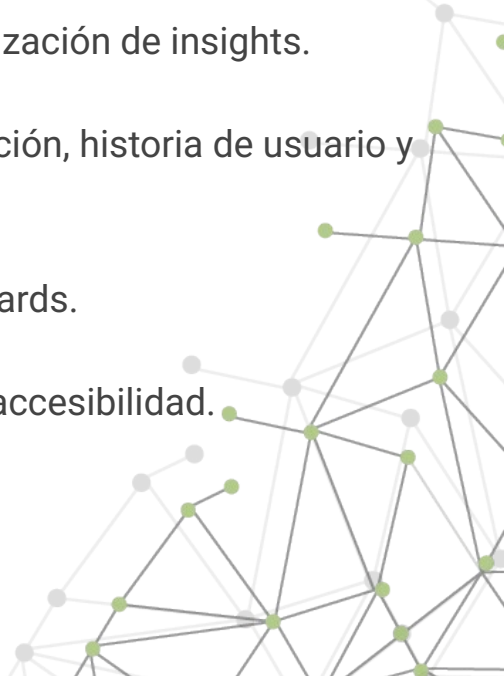 zación de insights.
ción, historia de usuario y
ards.
accesibilidad.